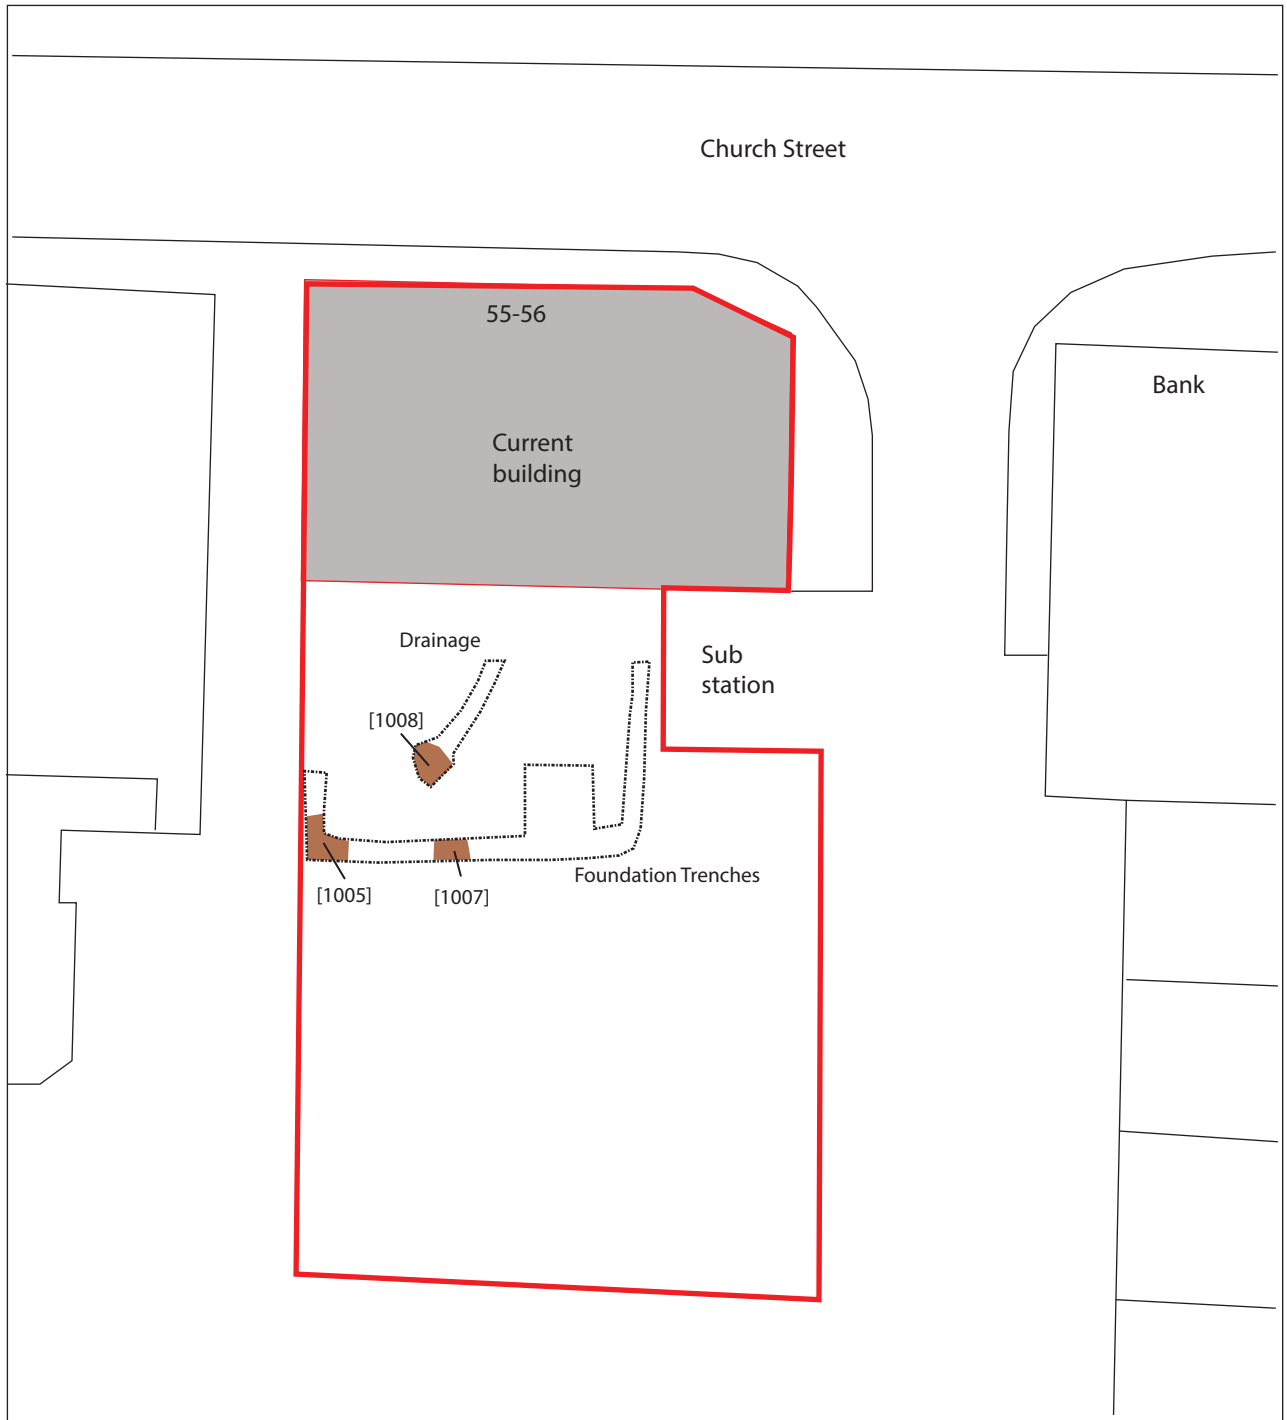 Church Street
55-56
Bank
Current
building
Drainage
Sub
station
[1008]
Foundation Trenches
[1005]
[1007]